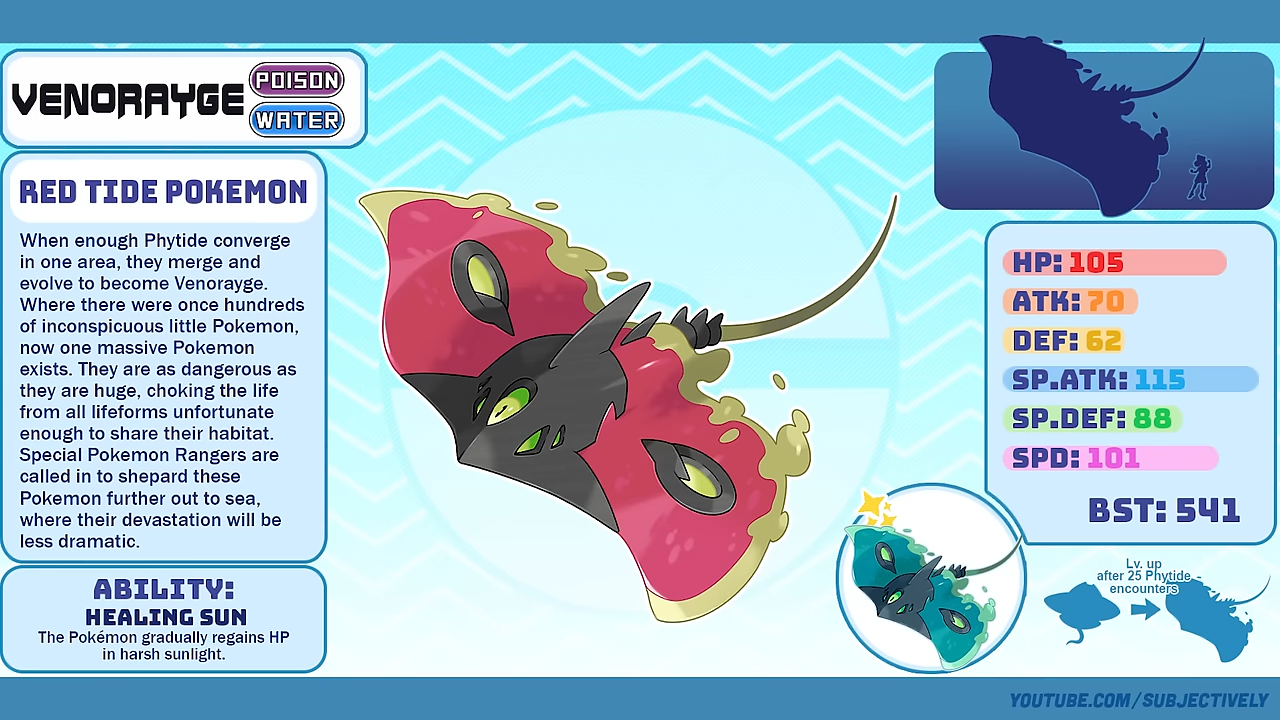 VENORAYGE
POISON
WATER
RED TIDE POKEMON
When enough Phytide converge
in one area, they merge and
evolve to become Venorayge.
Where there were once hundreds
of inconspicuous little Pokemon,
now one massive Pokemon
exists. They are as dangerous as
they are huge, choking the life
from all lifeforms unfortunate
enough to share their habitat.
Special Pokemon Rangers are
called in to shepard these
Pokemon further out to sea,
where their devastation will be
less dramatic.
ABILITY:
HEALING SUN
The Pokémon gradually regains HP
in harsh sunlight.
HP: 105
ATK: 70
DEF: 62
SP.ATK: 115
SP.DEF: 88
SPD: 101
BST: 541
Lv. up
after 25 Phytide
encounters
YOUTUBE.COM/SUBJECTIVELY